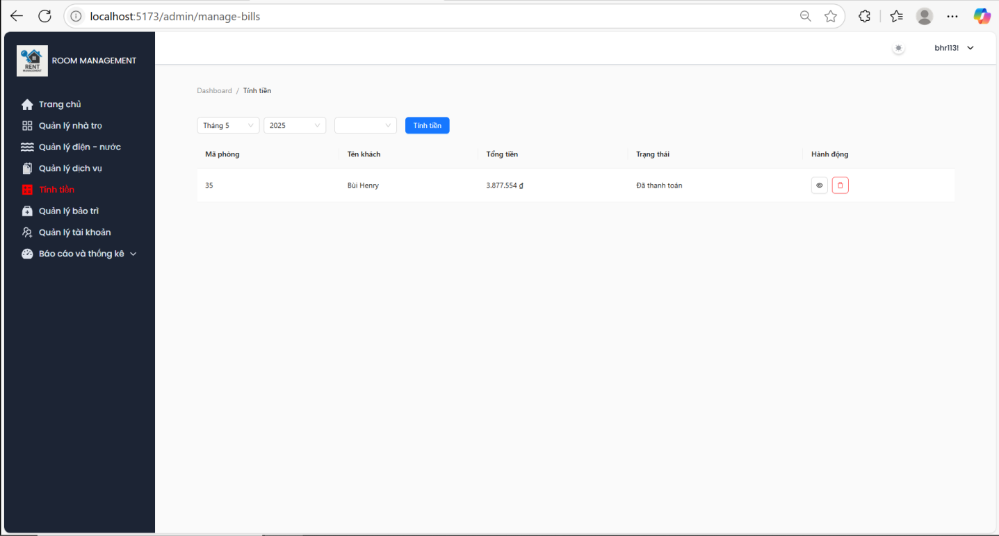 localhost:5173/admin/manage-bills
RENT
MANAGEMENT
ROOM MANAGEMENT
bhr113!
Trang chủ
Quản lý nhà trọ
Quản lý điện - nước
Quản lý dịch vụ
Tính tiền
Quản lý bảo trì
Quản lý tài khoản
Báo cáo và thống kê
Dashboard / Tính tiền
Tháng 5 2025 Tính tiền
Mã phòng Tên khách Tổng tiền Trạng thái Hành động
35 Bùi Henry 3.877.554 ₫ Đã thanh toán